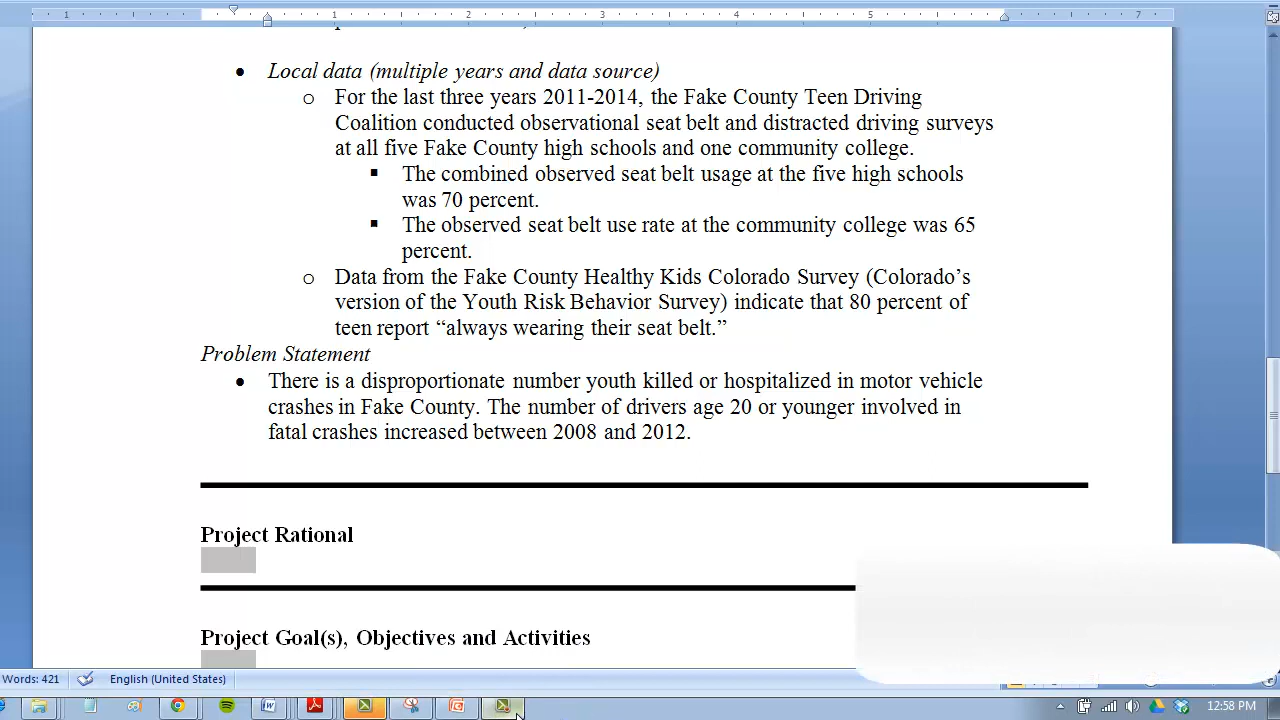 1 1 2 3 4 5 7
• Local data (multiple years and data source)
o For the last three years 2011-2014, the Fake County Teen Driving
Coalition conducted observational seat belt and distracted driving surveys
at all five Fake County high schools and one community college.
▪ The combined observed seat belt usage at the five high schools
was 70 percent.
▪ The observed seat belt use rate at the community college was 65
percent.
o Data from the Fake County Healthy Kids Colorado Survey (Colorado’s
version of the Youth Risk Behavior Survey) indicate that 80 percent of
teen report “always wearing their seat belt.”
Problem Statement
• There is a disproportionate number youth killed or hospitalized in motor vehicle
crashes in Fake County. The number of drivers age 20 or younger involved in
fatal crashes increased between 2008 and 2012.
Project Rational
Project Goal(s), Objectives and Activities
Words: 421 English (United States)
12:58 PM